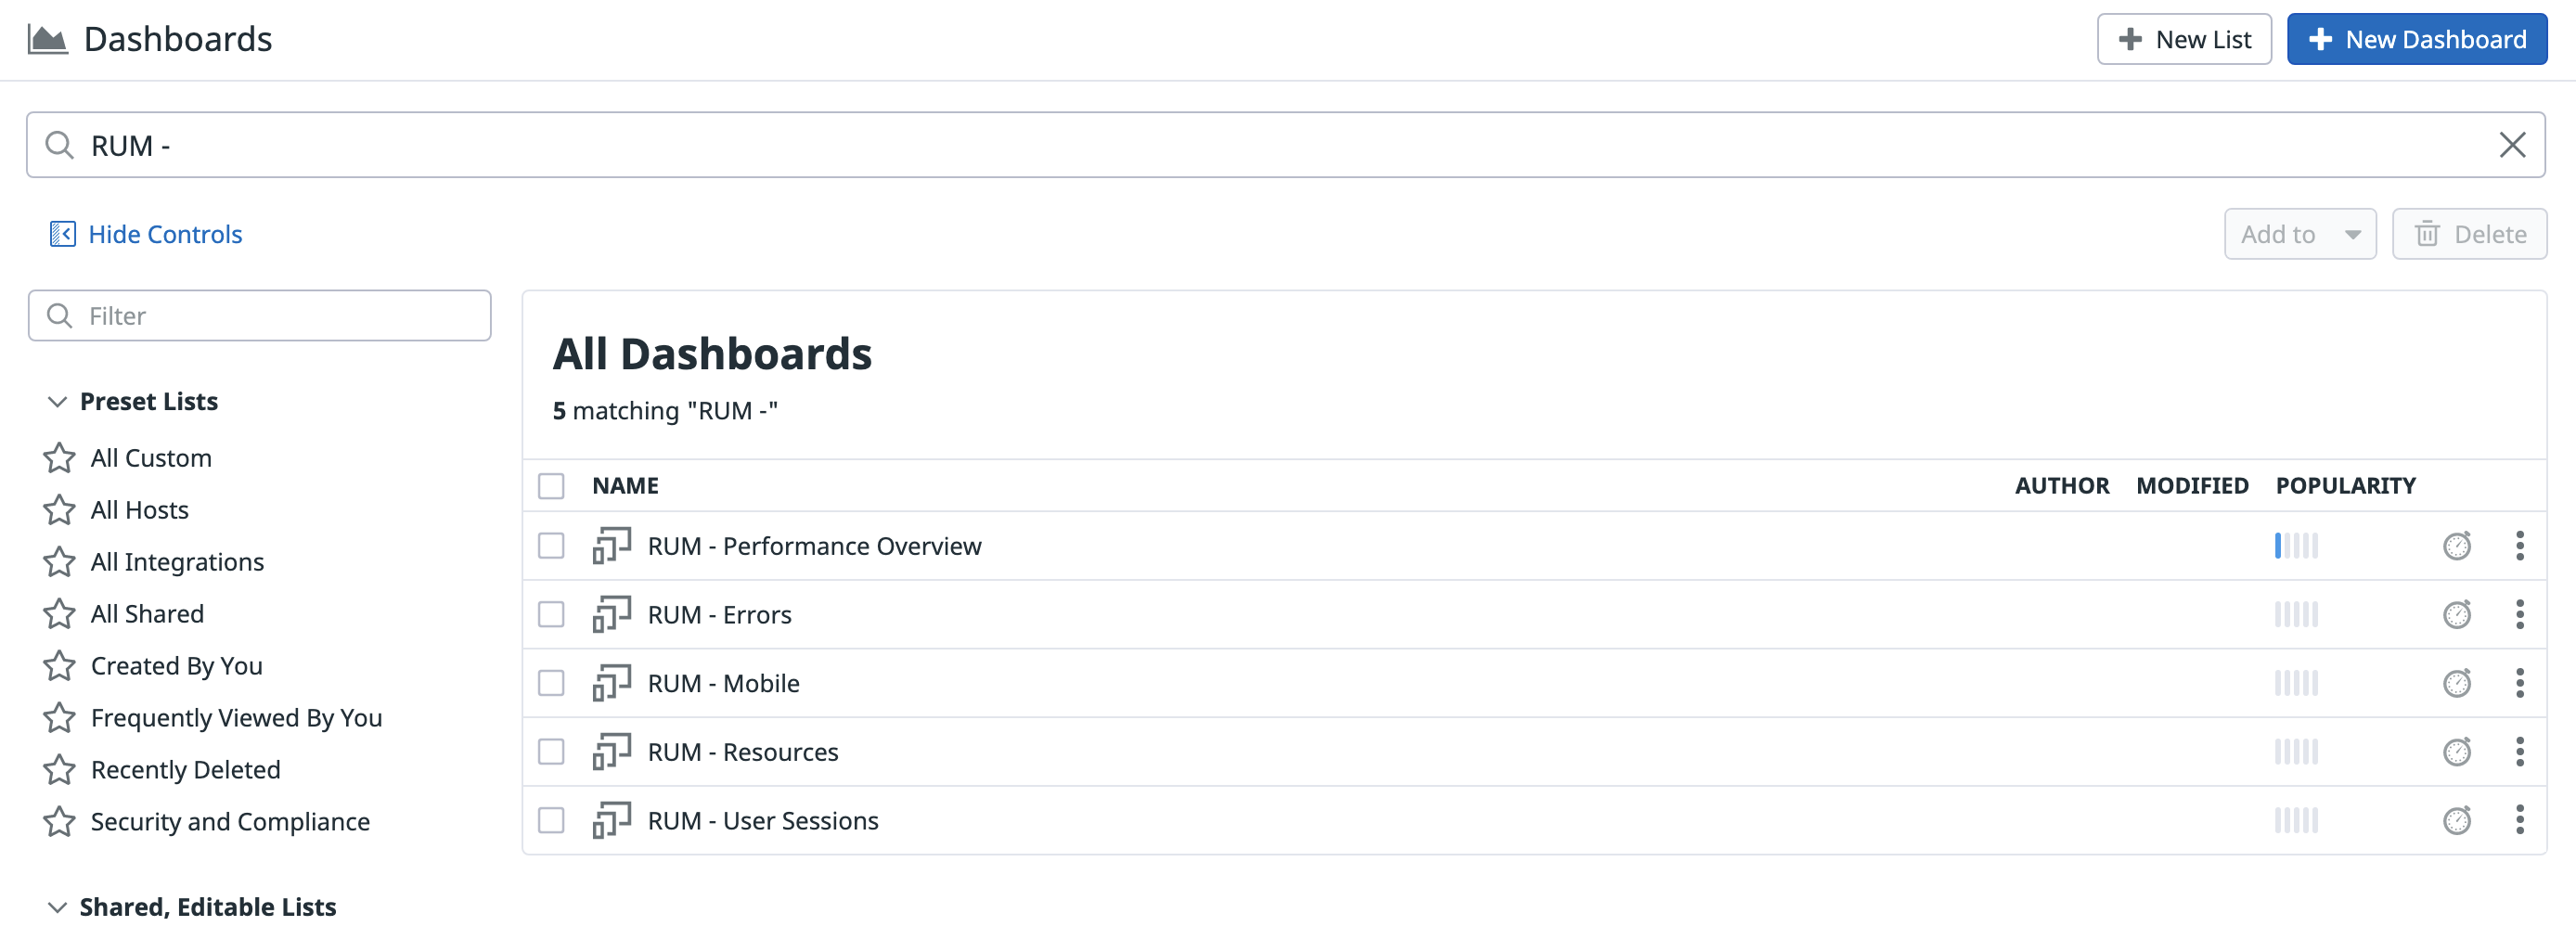 Dashboards
New List
New Dashboard
RUM -
Hide Controls
Add to
Delete
Filter
Preset Lists
All Custom
All Hosts
All Integrations
All Shared
Created By You
Frequently Viewed By You
Recently Deleted
Security and Compliance
Shared, Editable Lists
All Dashboards
5 matching "RUM -"
NAME AUTHOR MODIFIED POPULARITY
RUM - Performance Overview
RUM - Errors
RUM - Mobile
RUM - Resources
RUM - User Sessions